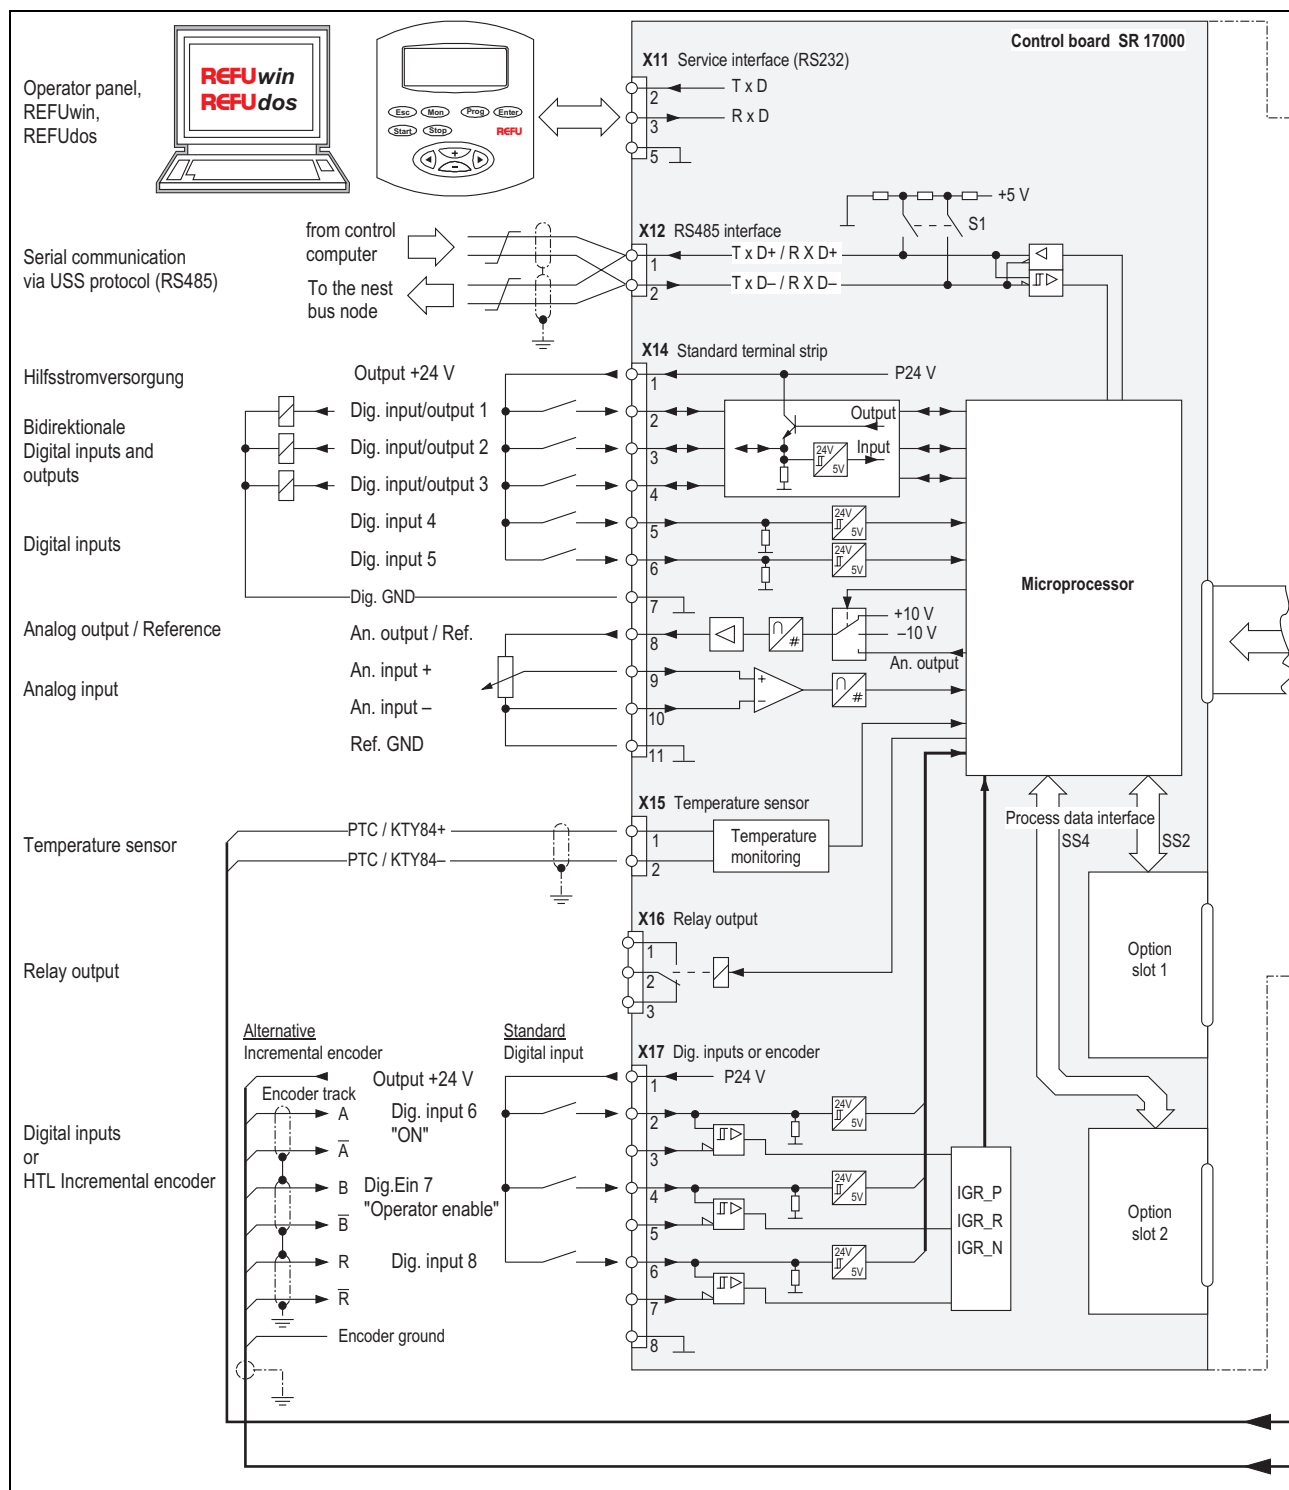 Control board SR 17000
Operator panel,
REFUwin,
REFUdos
REFUwin
REFUdos
Esc
Mon
Prog
Enter
Start
Stop
REFU
+
–
X11 Service interface (RS232)
2
T x D
3
R x D
5
+5 V
S1
Serial communication
via USS protocol (RS485)
from control
computer
To the nest
bus node
X12 RS485 interface
1
T x D+ / R X D+
2
T x D– / R X D–
X14 Standard terminal strip
Hilfsstromversorgung
Output +24 V
1
P24 V
Bidirektionale
Digital inputs and
outputs
Dig. input/output 1
2
Dig. input/output 2
3
Dig. input/output 3
4
Output
Input
24V
5V
Digital inputs
Dig. input 4
5
24V
5V
Dig. input 5
6
24V
5V
Microprocessor
Dig. GND
7
Analog output / Reference
An. output / Ref.
8
∩
#
+10 V
–10 V
An. output
Analog input
An. input +
9
+
–
∩
#
An. input –
10
Ref. GND
11
X15 Temperature sensor
Temperature sensor
PTC / KTY84+
1
PTC / KTY84–
2
Temperature
monitoring
Process data interface
SS4
SS2
X16 Relay output
Relay output
1
2
3
Option
slot 1
Alternative
Incremental encoder
Standard
Digital input
X17 Dig. inputs or encoder
Output +24 V
1
P24 V
Encoder track
Digital inputs
or
HTL Incremental encoder
A
Dig. input 6
"ON"
2
24V
5V
A̅
3
B
Dig.Ein 7
"Operator enable"
4
24V
5V
B̅
5
R
Dig. input 8
6
24V
5V
R̅
7
IGR_P
IGR_R
IGR_N
Option
slot 2
Encoder ground
8